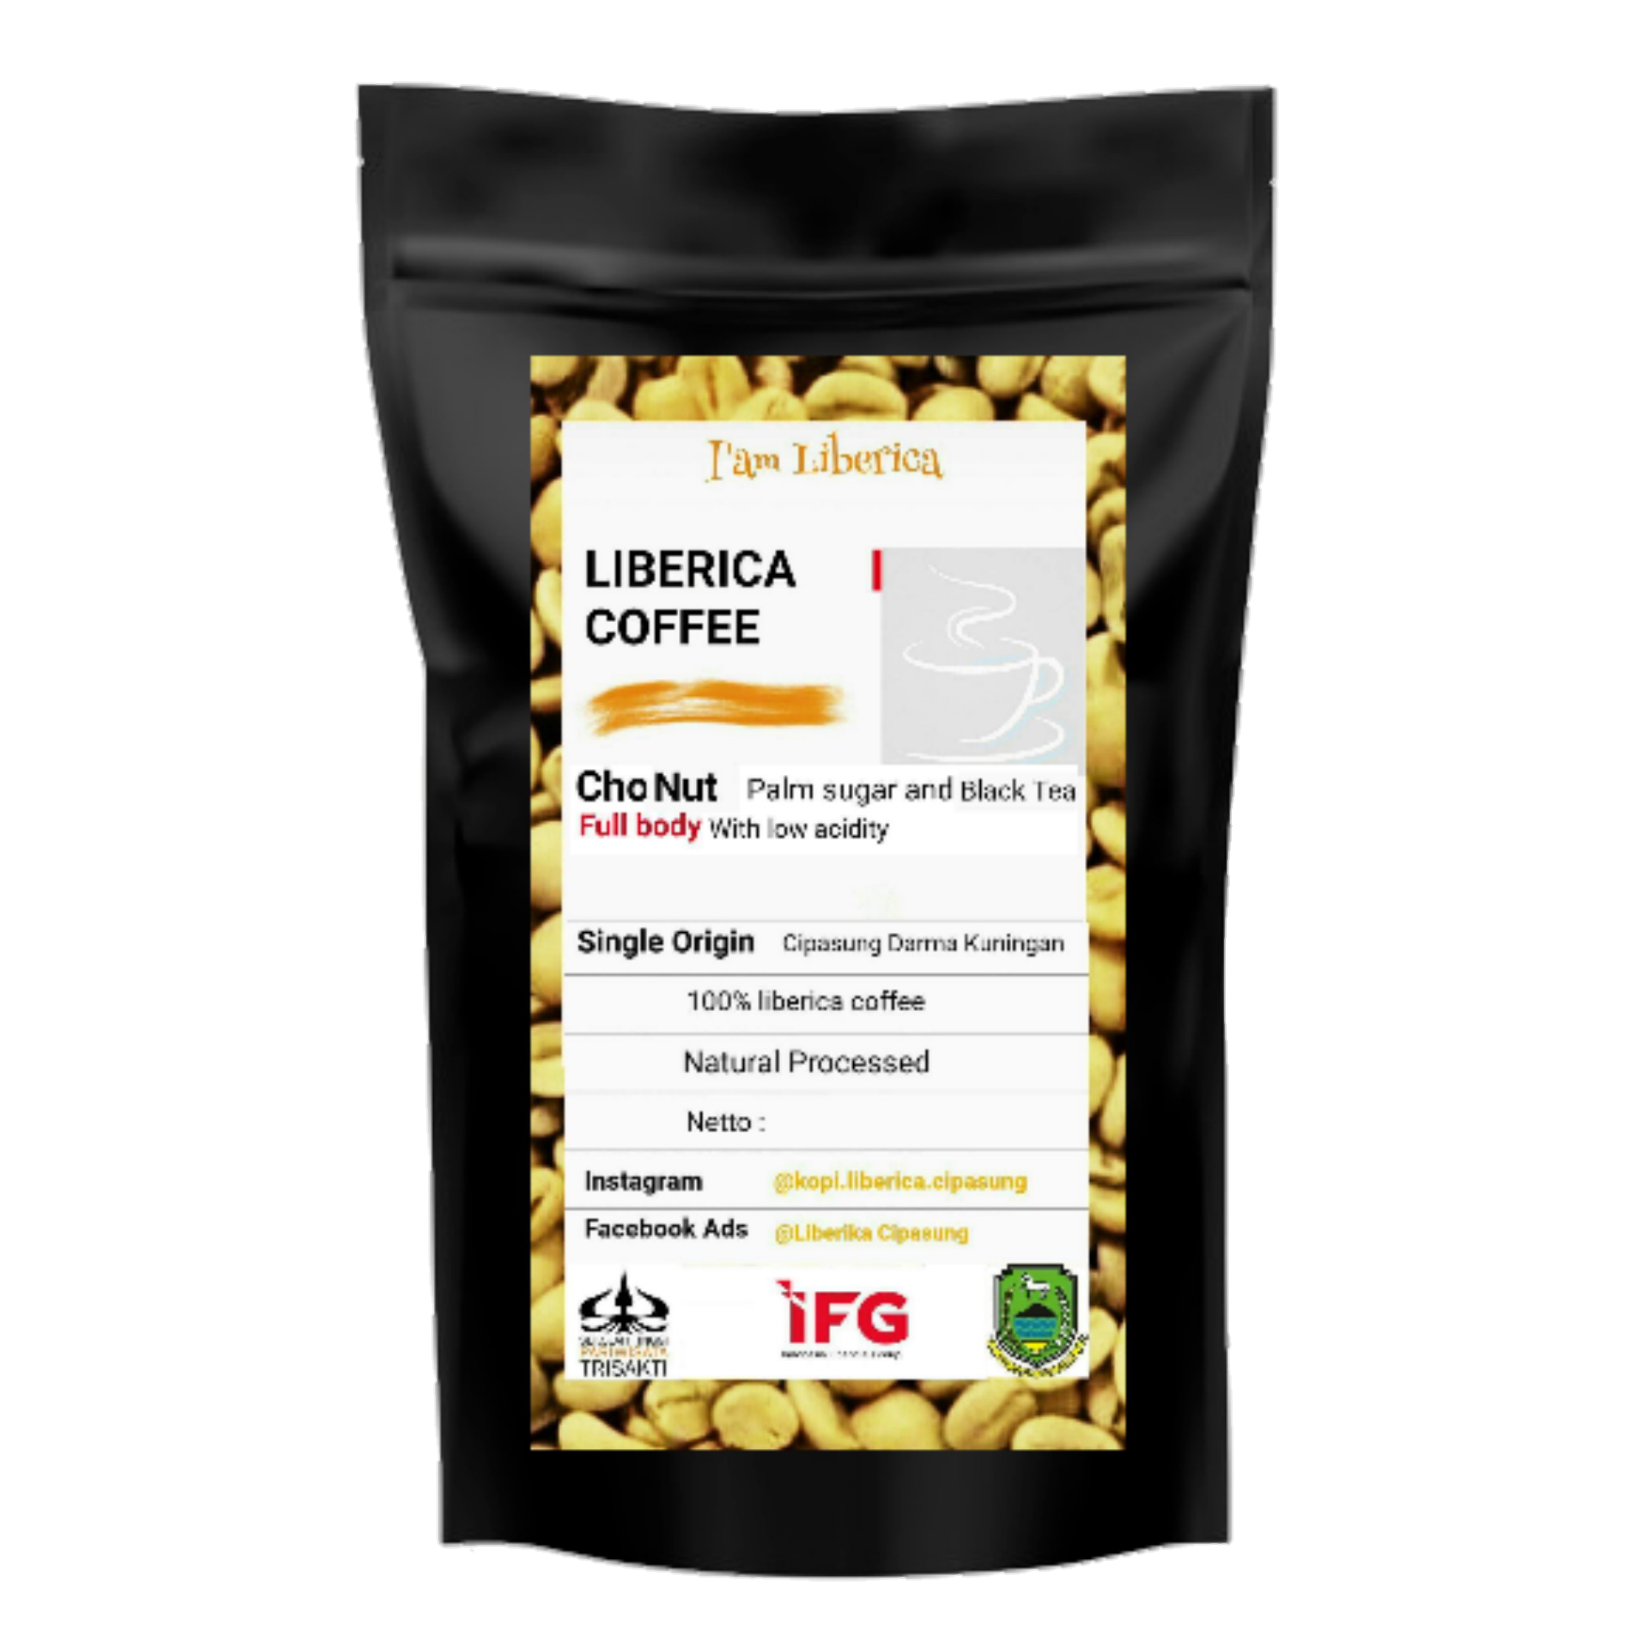 I'am Liberica
LIBERICA
COFFEE
Cho Nut Palm sugar and Black Tea
Full body With low acidity
Single Origin Cipasung Darma Kuningan
100% liberica coffee
Natural Processed
Netto :
Instagram @kopi.liberica.cipasung
Facebook Ads @Liberika Cipasung
PARIWISATA
TRISAKTI
IFG